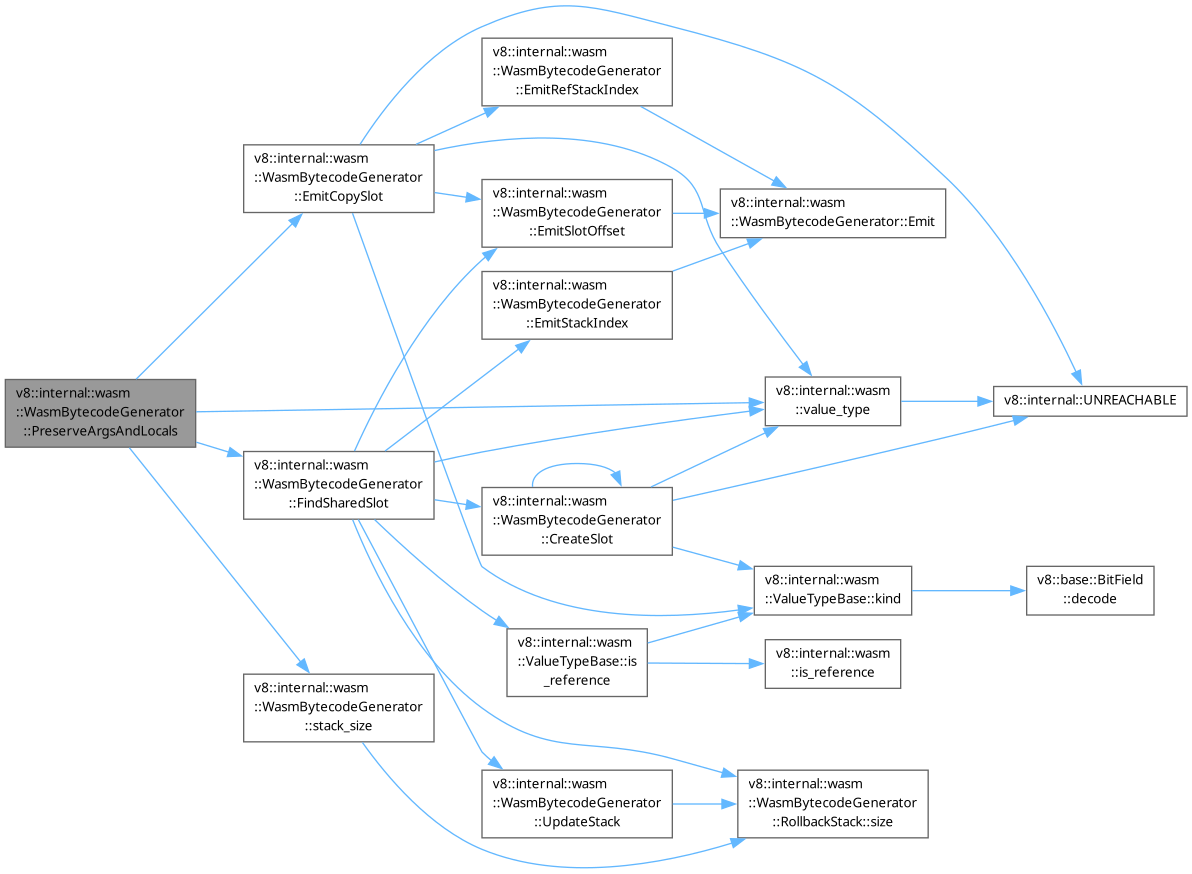 v8::internal::wasm
::WasmBytecodeGenerator
::EmitRefStackIndex
v8::internal::wasm
::WasmBytecodeGenerator
::EmitCopySlot
v8::internal::wasm
::WasmBytecodeGenerator
::EmitSlotOffset
v8::internal::wasm
::WasmBytecodeGenerator::Emit
v8::internal::wasm
::WasmBytecodeGenerator
::EmitStackIndex
v8::internal::wasm
::WasmBytecodeGenerator
::PreserveArgsAndLocals
v8::internal::wasm
::value_type
v8::internal::UNREACHABLE
v8::internal::wasm
::WasmBytecodeGenerator
::FindSharedSlot
v8::internal::wasm
::WasmBytecodeGenerator
::CreateSlot
v8::internal::wasm
::ValueTypeBase::kind
v8::base::BitField
::decode
v8::internal::wasm
::ValueTypeBase::is
_reference
v8::internal::wasm
::is_reference
v8::internal::wasm
::WasmBytecodeGenerator
::stack_size
v8::internal::wasm
::WasmBytecodeGenerator
::UpdateStack
v8::internal::wasm
::WasmBytecodeGenerator
::RollbackStack::size